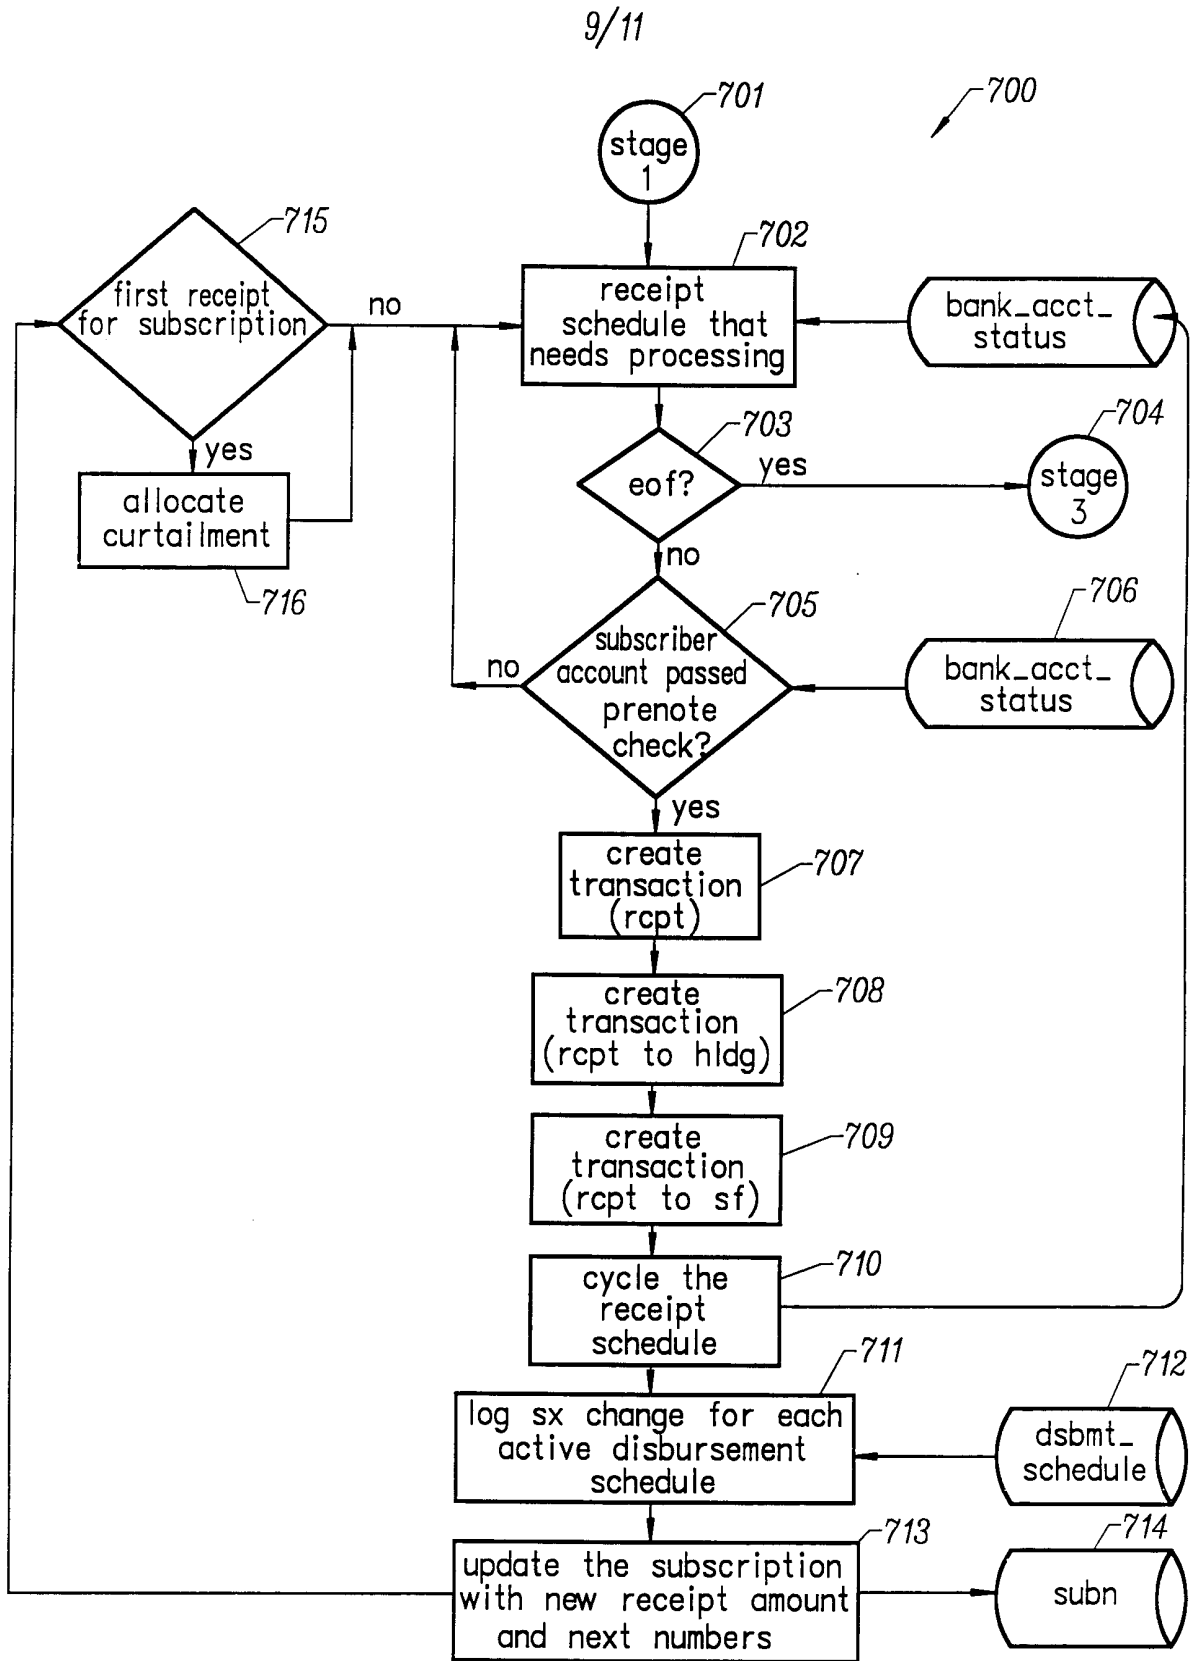 9/11
701
700
stage
1
715
702
first receipt
for subscription
no
receipt
schedule that
needs processing
bank_acct_
status
703
704
yes
eof?
yes
stage
3
allocate
curtailment
no
716
705
706
subscriber
account passed
prenote
check?
no
bank_acct_
status
yes
create
transaction
(rcpt)
707
create
transaction
(rcpt to hldg)
708
create
transaction
(rcpt to sf)
709
cycle the
receipt
schedule
710
711
712
log sx change for each
active disbursement
schedule
dsbmt_
schedule
713
714
update the subscription
with new receipt amount
and next numbers
subn